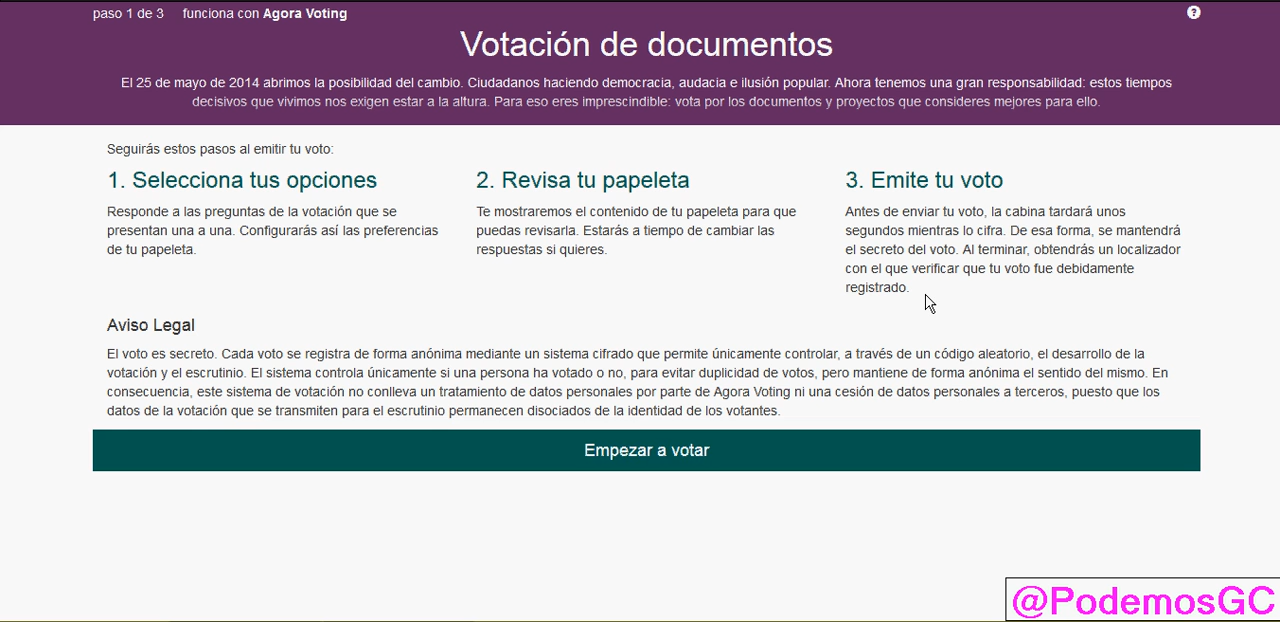 paso 1 de 3 funciona con Agora Voting
?
Votación de documentos
El 25 de mayo de 2014 abrimos la posibilidad del cambio. Ciudadanos haciendo democracia, audacia e ilusión popular. Ahora tenemos una gran responsabilidad: estos tiempos
decisivos que vivimos nos exigen estar a la altura. Para eso eres imprescindible: vota por los documentos y proyectos que consideres mejores para ello.
Seguirás estos pasos al emitir tu voto:
1. Selecciona tus opciones
Responde a las preguntas de la votación que se
presentan una a una. Configurarás así las preferencias
de tu papeleta.
2. Revisa tu papeleta
Te mostraremos el contenido de tu papeleta para que
puedas revisarla. Estarás a tiempo de cambiar las
respuestas si quieres.
3. Emite tu voto
Antes de enviar tu voto, la cabina tardará unos
segundos mientras lo cifra. De esa forma, se mantendrá
el secreto del voto. Al terminar, obtendrás un localizador
con el que verificar que tu voto fue debidamente
registrado.
Aviso Legal
El voto es secreto. Cada voto se registra de forma anónima mediante un sistema cifrado que permite únicamente controlar, a través de un código aleatorio, el desarrollo de la
votación y el escrutinio. El sistema controla únicamente si una persona ha votado o no, para evitar duplicidad de votos, pero mantiene de forma anónima el sentido del mismo. En
consecuencia, este sistema de votación no conlleva un tratamiento de datos personales por parte de Agora Voting ni una cesión de datos personales a terceros, puesto que los
datos de la votación que se transmiten para el escrutinio permanecen disociados de la identidad de los votantes.
Empezar a votar
@PodemosGC